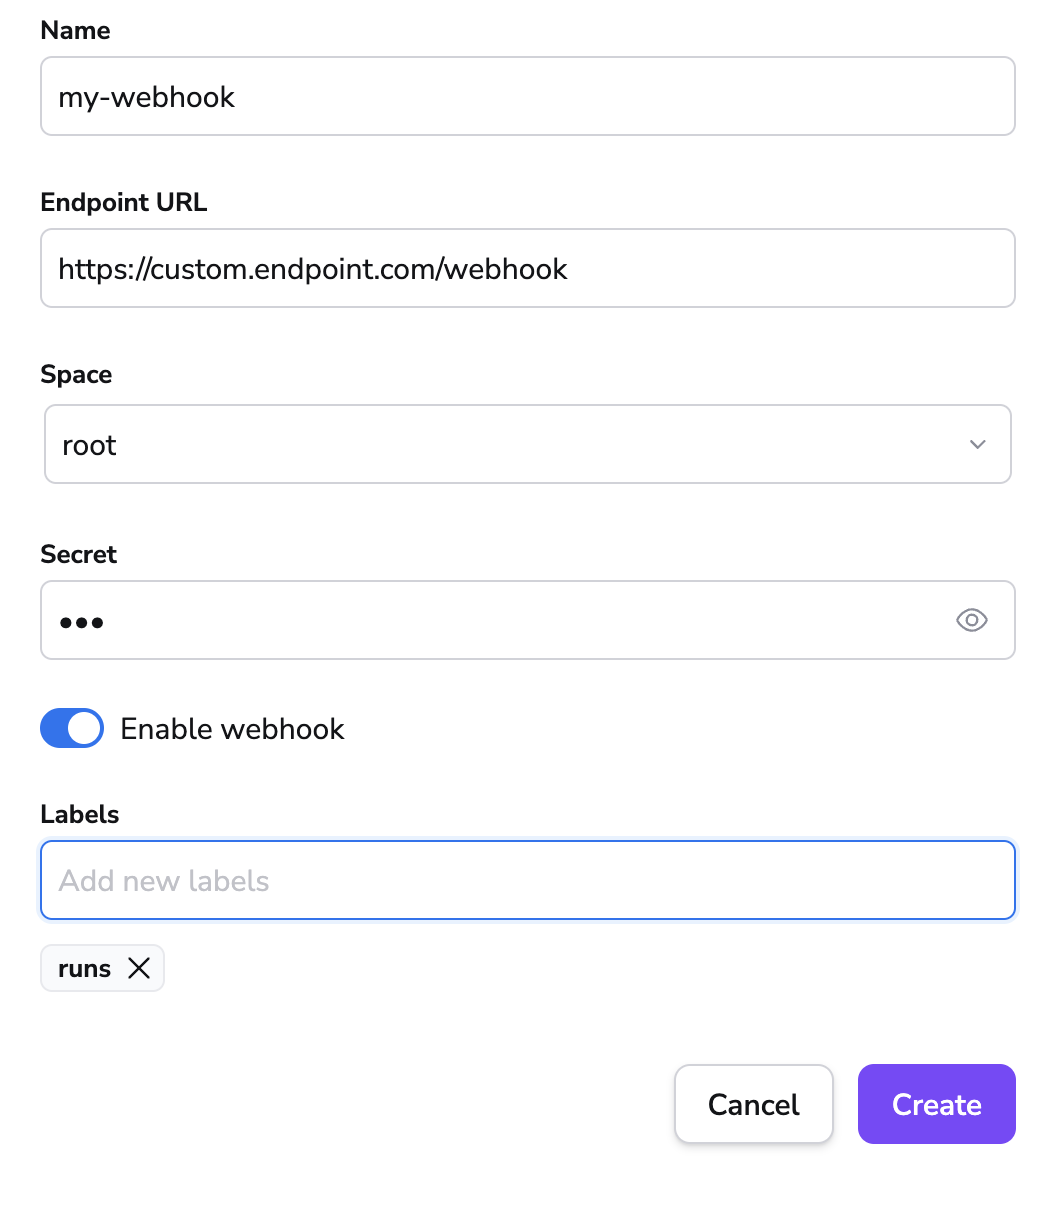 Name
my-webhook
Endpoint URL
https://custom.endpoint.com/webhook
Space
root
Secret
•••
Enable webhook
Labels
Add new labels
runs
Cancel Create